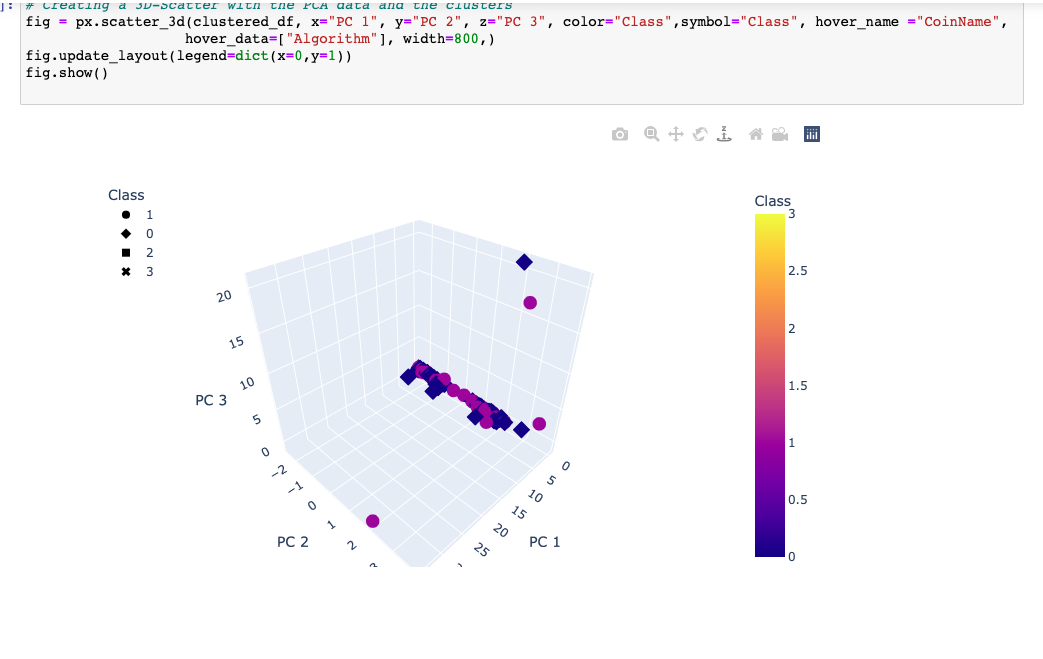 ]:
# Creating a 3D-Scatter with the PCA data and the clusters
fig = px.scatter_3d(clustered_df, x="PC 1", y="PC 2", z="PC 3", color="Class",symbol="Class", hover_name ="CoinName",
hover_data=["Algorithm"], width=800,)
fig.update_layout(legend=dict(x=0,y=1))
fig.show()
z
Class
1
0
2
3
Class
3
2.5
2
1.5
1
0.5
0
20
15
10
5
0
PC 3
−2
−1
0
1
2
PC 2
0
5
10
15
20
25
PC 1